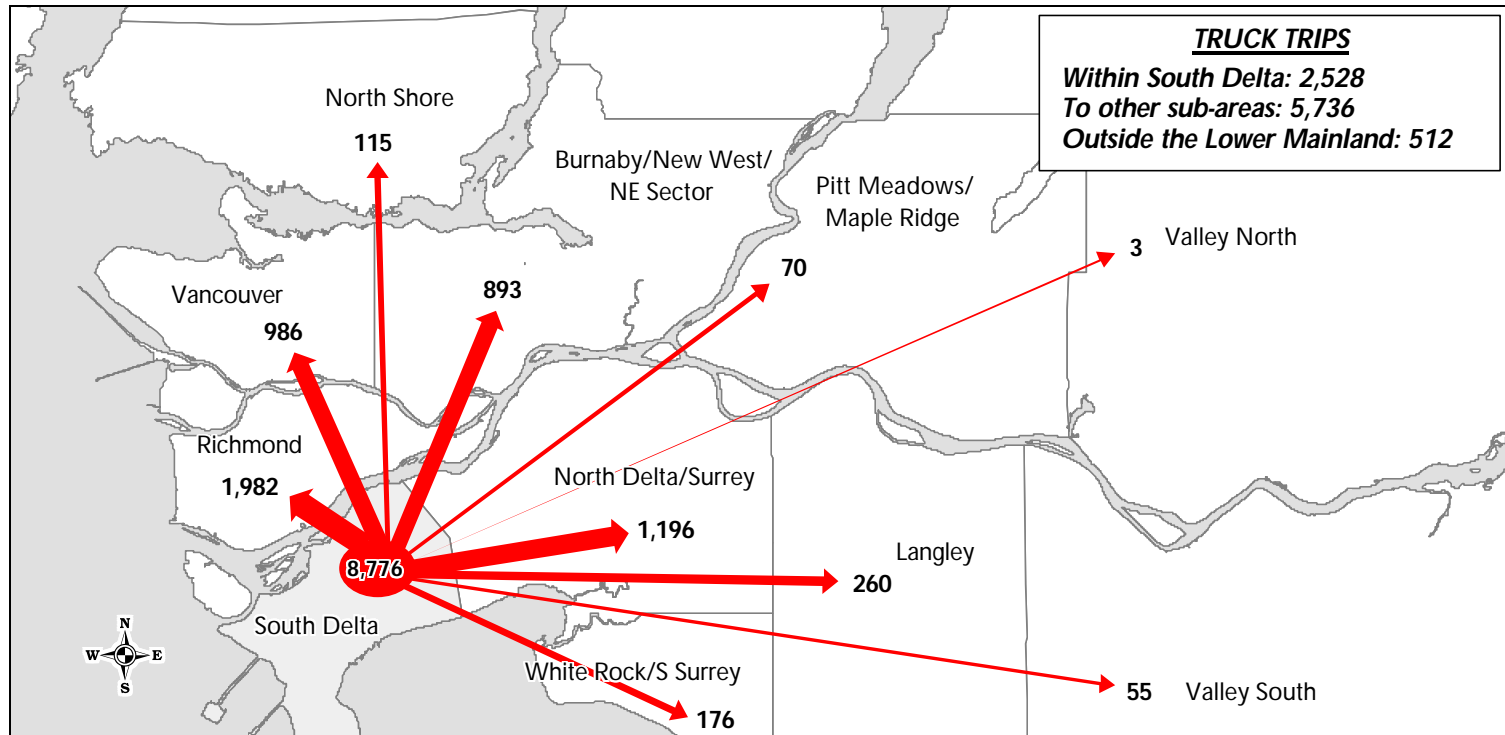 TRUCK TRIPS
Within South Delta: 2,528
To other sub-areas: 5,736
Outside the Lower Mainland: 512
North Shore
115
Burnaby/New West/
NE Sector
893
Pitt Meadows/
Maple Ridge
70
3 Valley North
Vancouver
986
Richmond
1,982
North Delta/Surrey
1,196
Langley
260
8,776
South Delta
White Rock/S Surrey
176
55 Valley South
N
W E
S